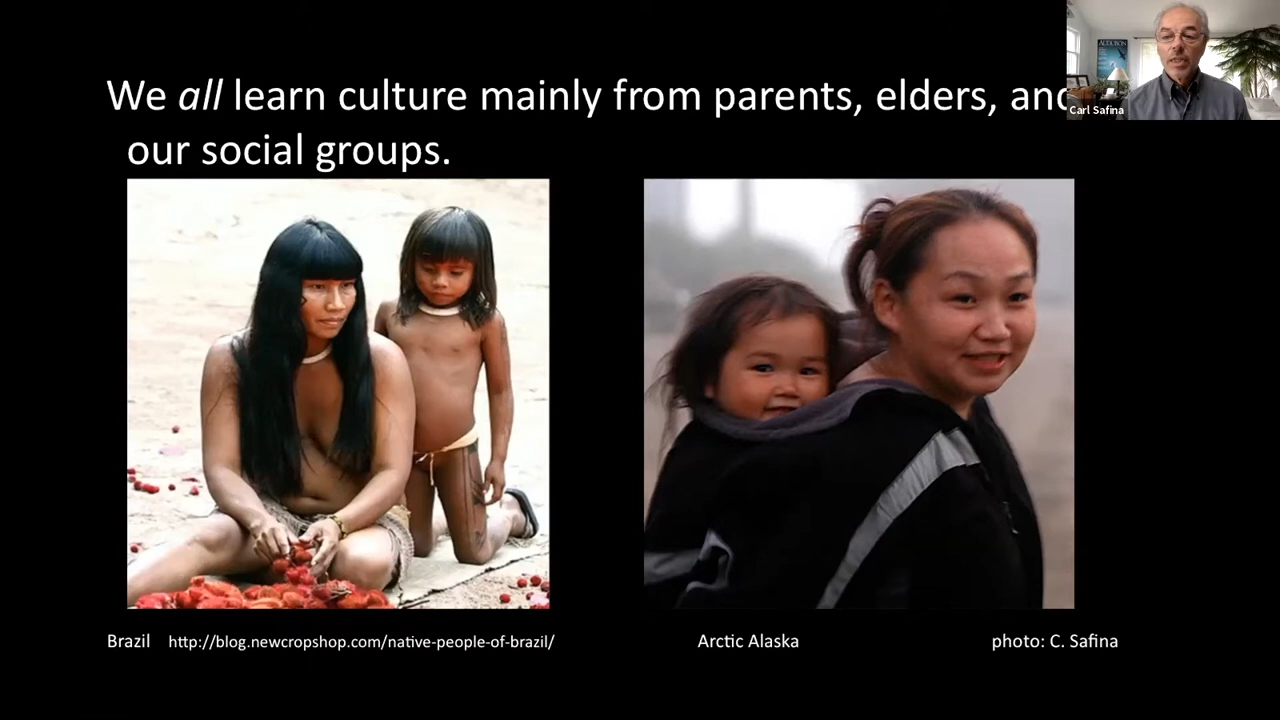 We all learn culture mainly from parents, elders, and
our social groups.
AUDUBON
Carl Safina
Brazil http://blog.newcropshop.com/native-people-of-brazil/
Arctic Alaska
photo: C. Safina